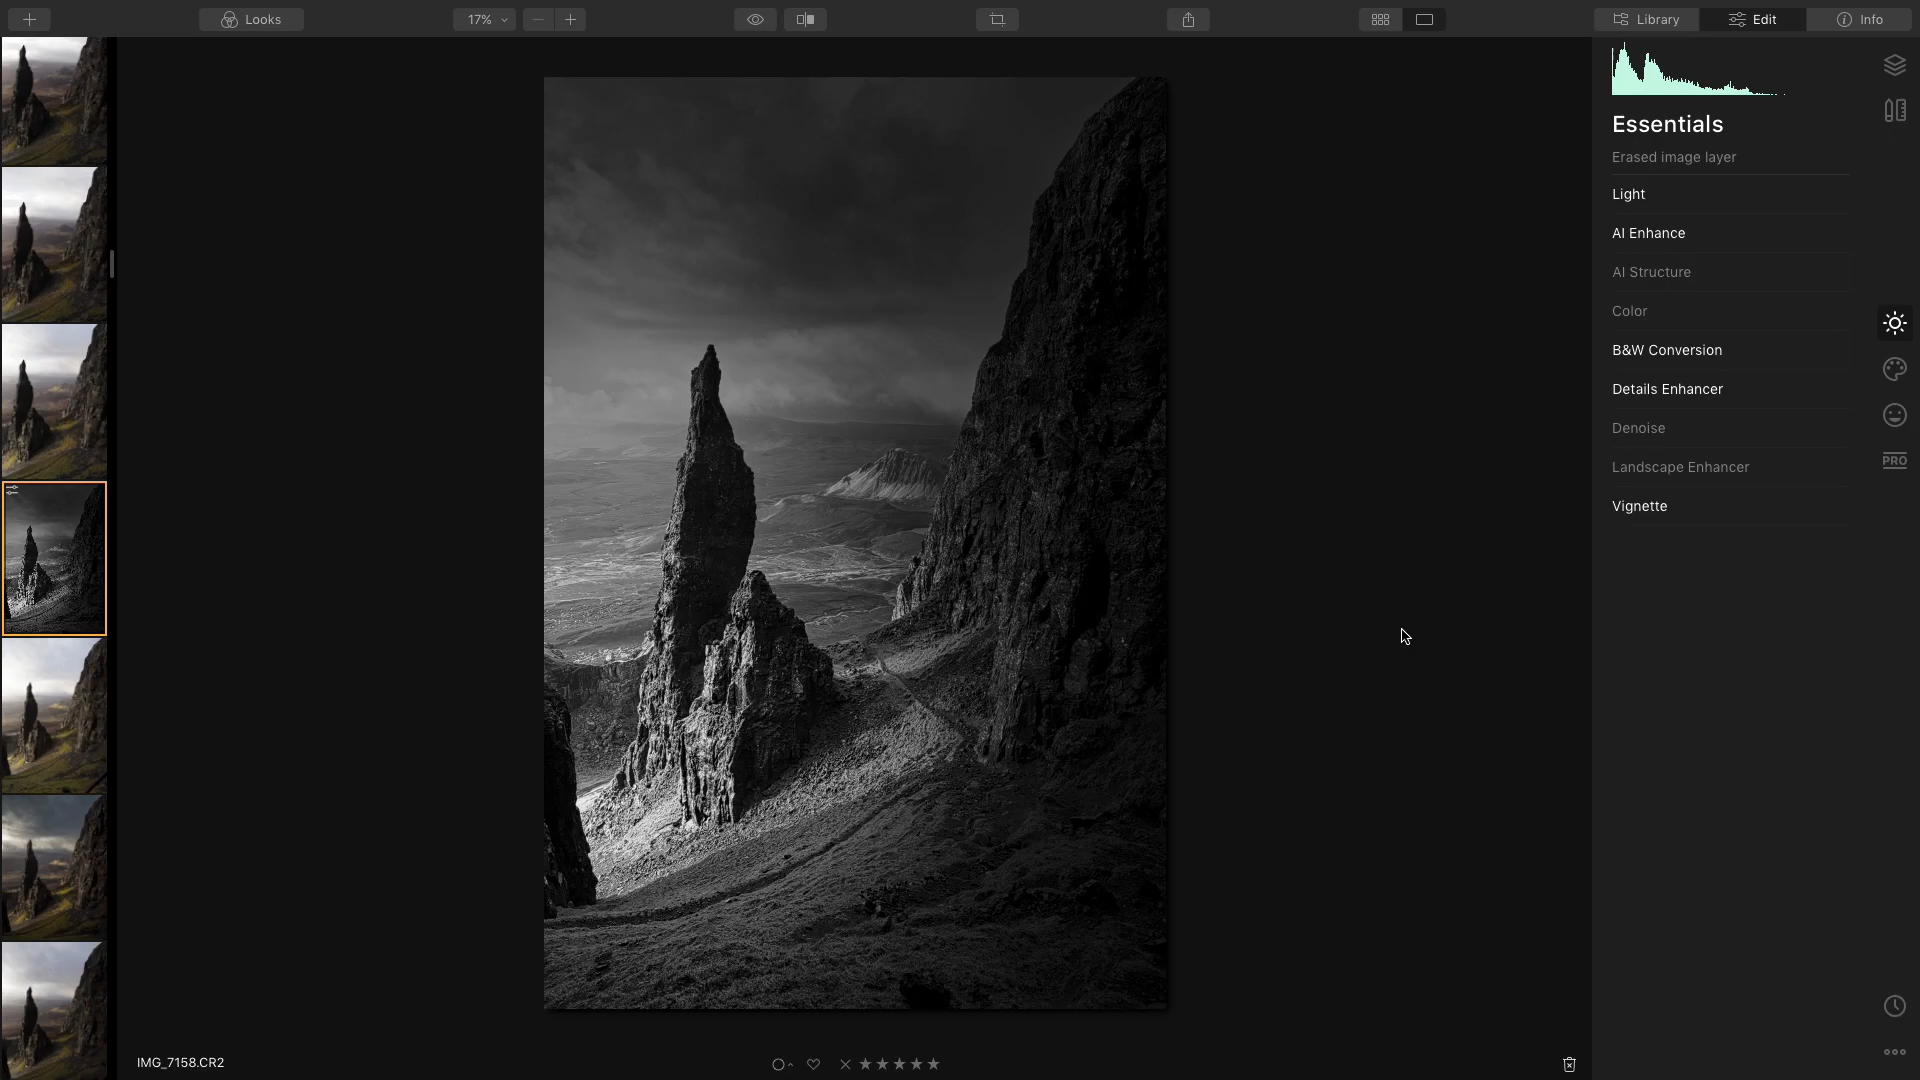 Looks
17%
Library
Edit
Info
Essentials
Erased image layer
Light
AI Enhance
AI Structure
Color
B&W Conversion
Details Enhancer
Denoise
Landscape Enhancer
Vignette
PRO
IMG_7158.CR2